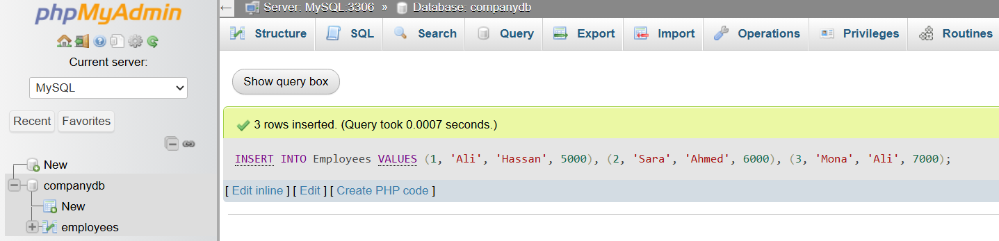 phpMyAdmin
Current server:
MySQL
Recent Favorites
New
companydb
New
employees
← Server: MySQL:3306 » Database: companydb
Structure SQL Search Query Export Import Operations Privileges Routines
Show query box
3 rows inserted. (Query took 0.0007 seconds.)
INSERT INTO Employees VALUES (1, 'Ali', 'Hassan', 5000), (2, 'Sara', 'Ahmed', 6000), (3, 'Mona', 'Ali', 7000);
[ Edit inline ] [ Edit ] [ Create PHP code ]